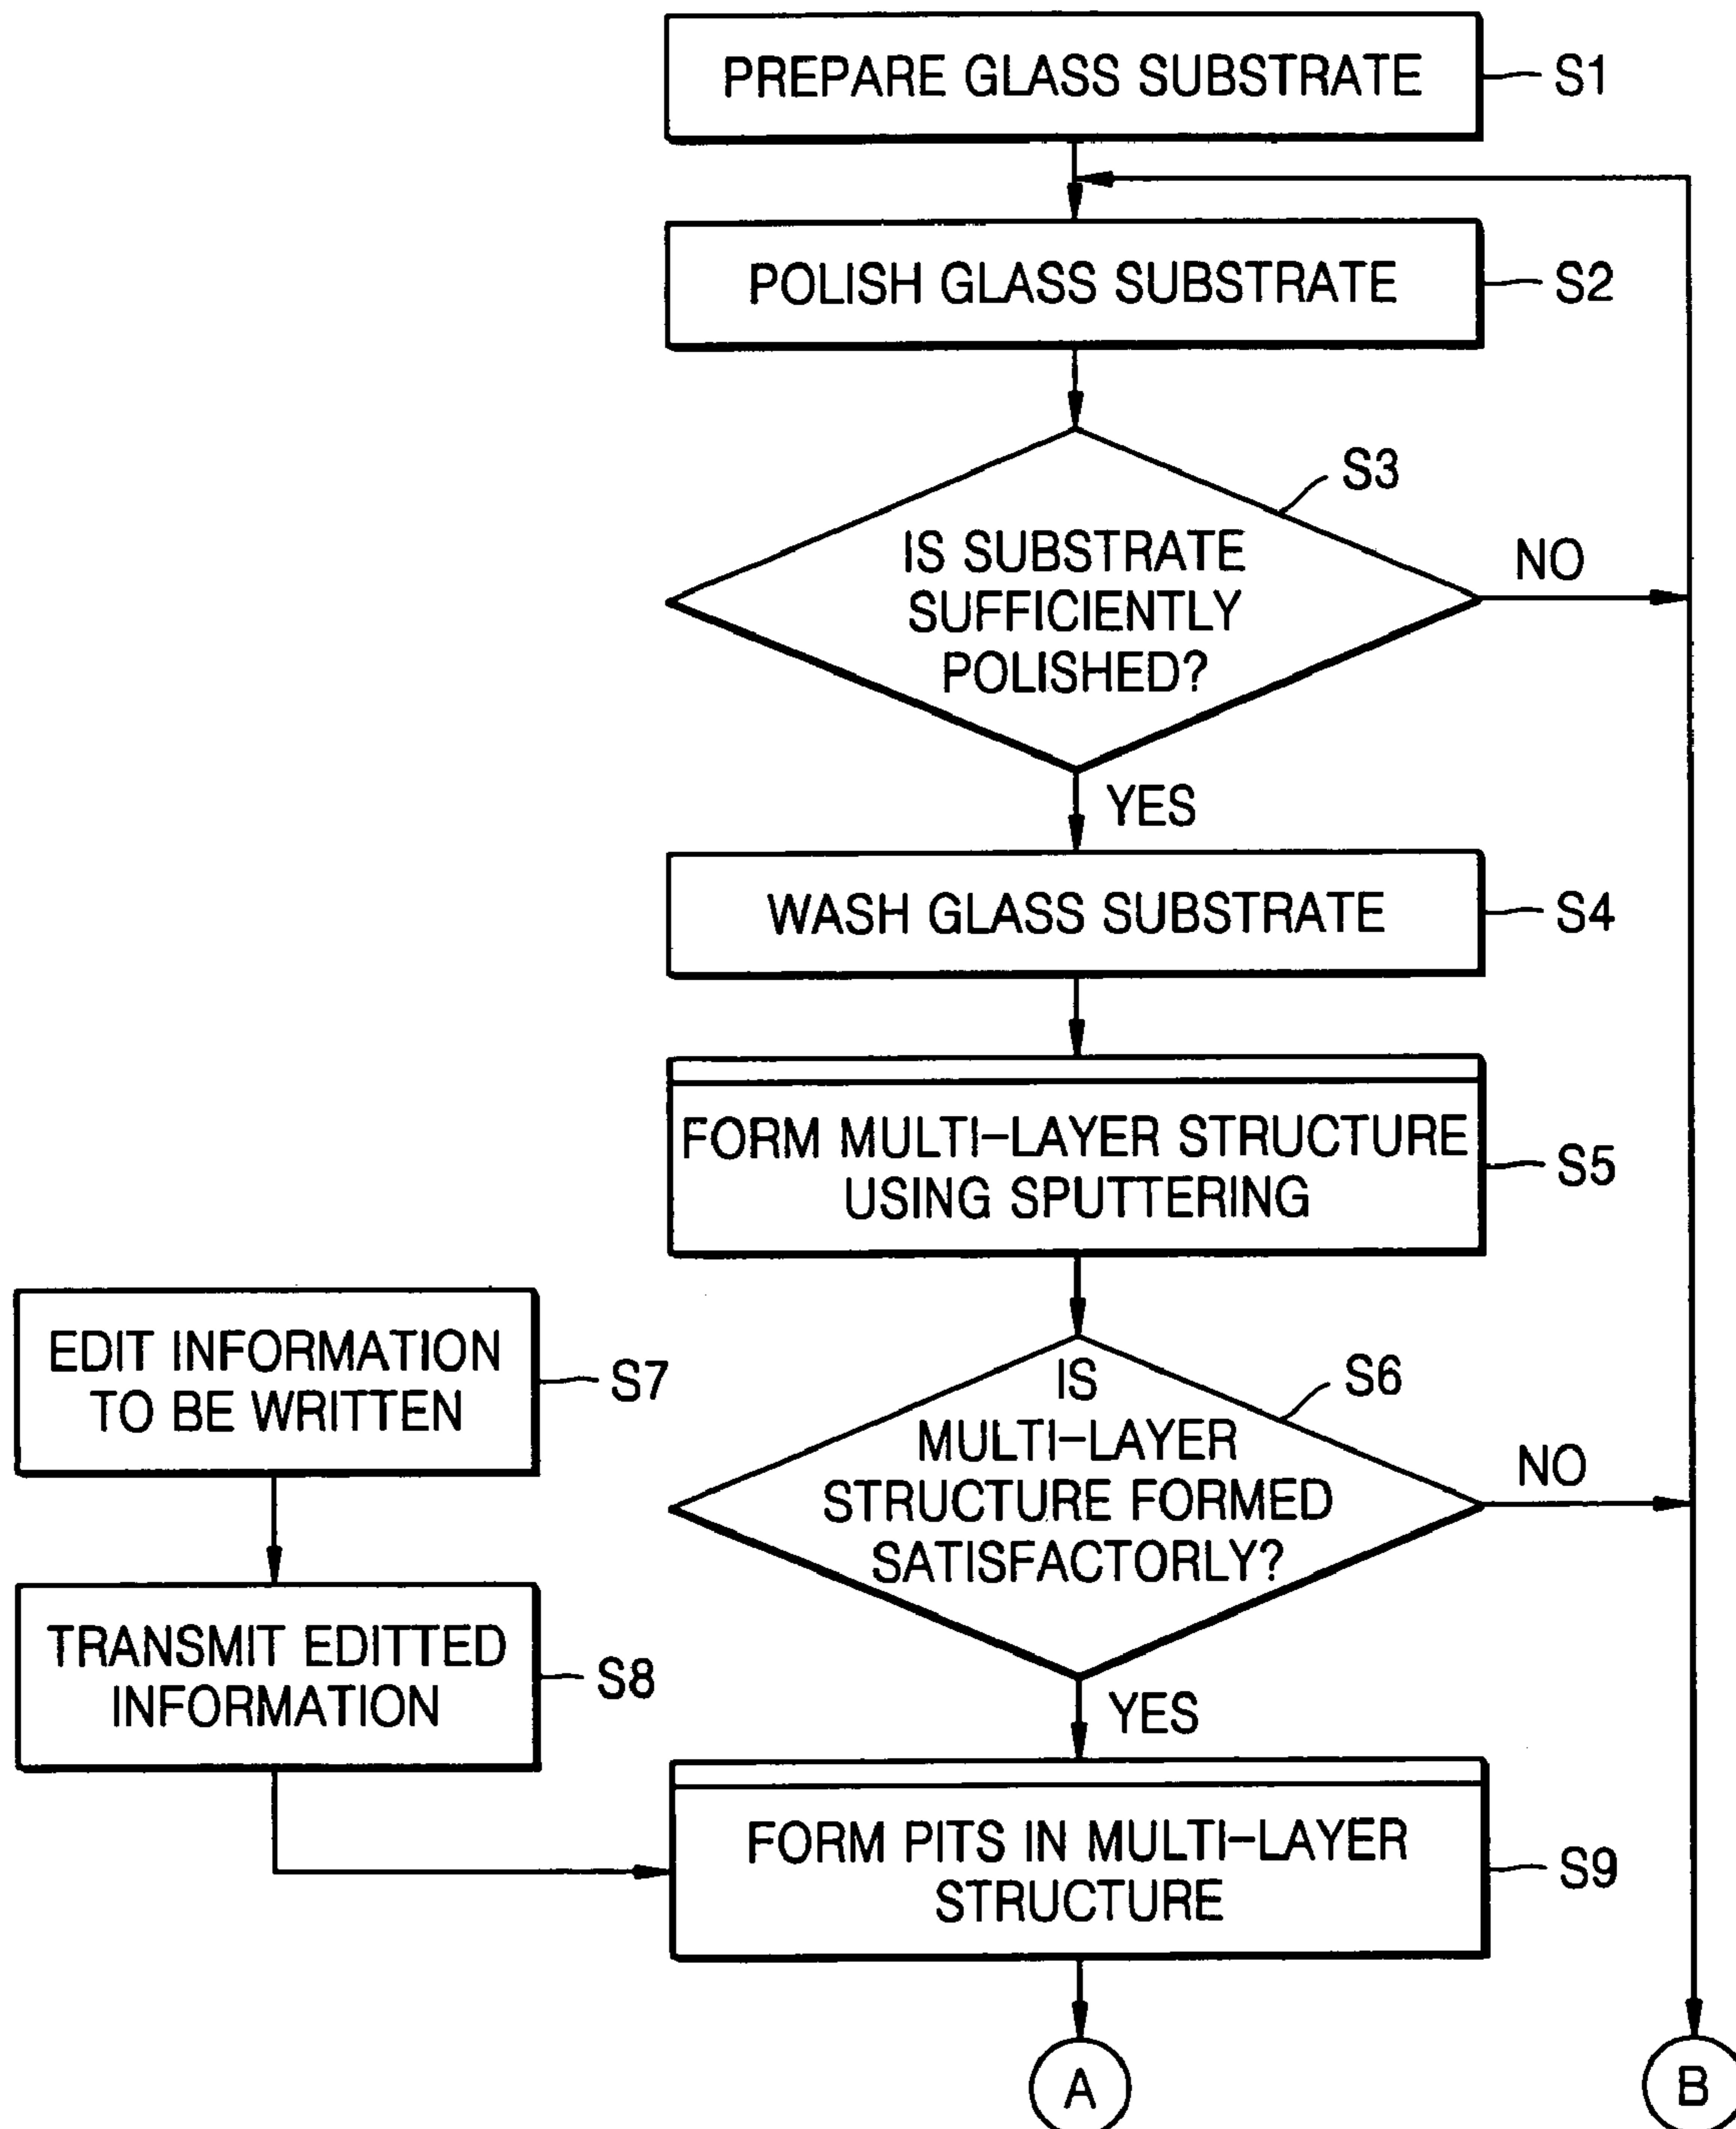 PREPARE GLASS SUBSTRATE
S1
POLISH GLASS SUBSTRATE
S2
S3
IS SUBSTRATE
SUFFICIENTLY
POLISHED?
NO
YES
WASH GLASS SUBSTRATE
S4
FORM MULTI-LAYER STRUCTURE
USING SPUTTERING
S5
EDIT INFORMATION
TO BE WRITTEN
S7
IS
MULTI-LAYER
STRUCTURE FORMED
SATISFACTORLY?
S6
NO
TRANSMIT EDITTED
INFORMATION
S8
YES
FORM PITS IN MULTI-LAYER
STRUCTURE
S9
A
B